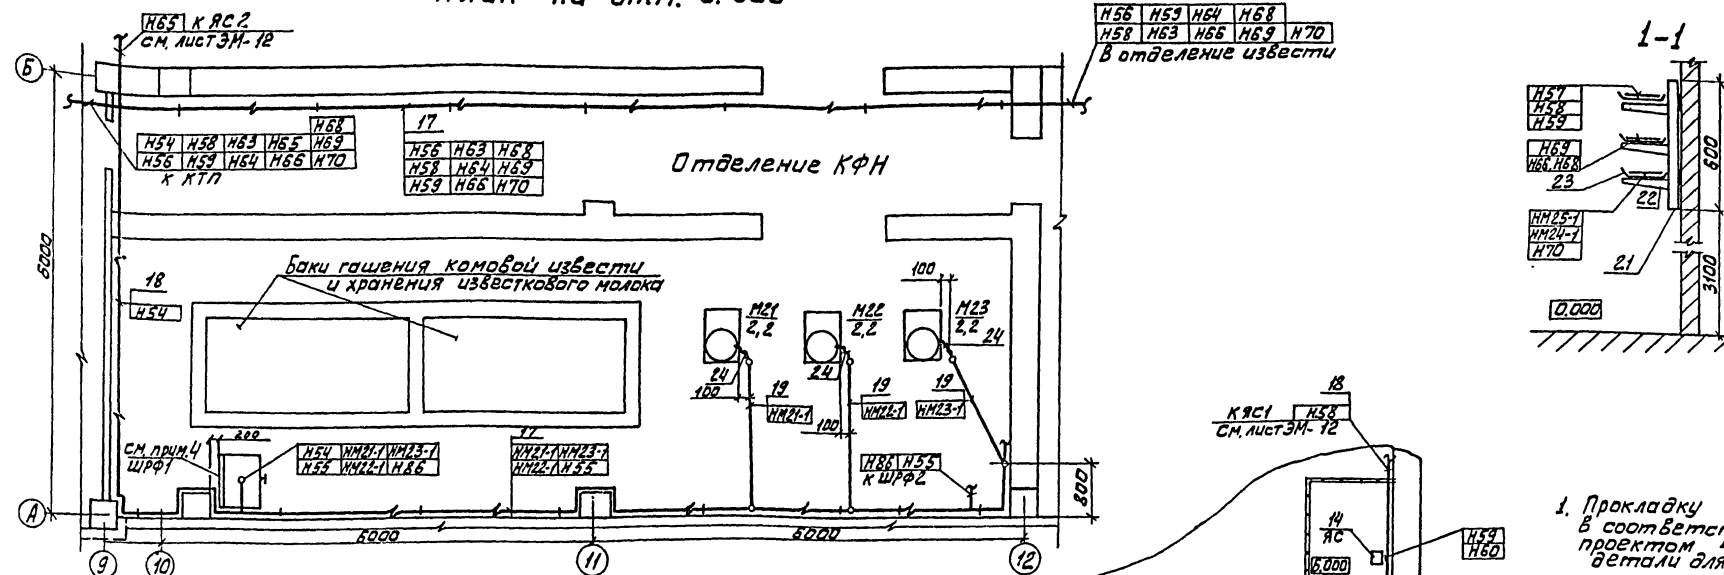 План на отм. 0.000
Н65 к ЯС2
см. лист ЭМ-12
Н56 Н59 Н64 Н68
Н58 Н63 Н66 Н69 Н70
В отделение извести
1-1
Б
Н68
Н54 Н58 Н63 Н65 Н69
Н56 Н59 Н64 Н66 Н70
к КТП
17
Н56 Н63 Н68
Н58 Н64 Н69
Н59 Н66 Н70
Отделение КФН
Н57
Н58
Н59
Н69
Н66, Н68
23
22
НМ25-1
НМ24-1
Н70
21
600
3100
0.000
6000
18
Н54
Баки гашения комовой извести
и хранения известкового молока
М21
2,2
М22
2,2
100
М23
2,2
24
24
24
100
19
НМ21-1
100
19
НМ22-1
19
НМ23-1
см. прим. 4
ШРФ1
200
Н54 НМ21-1 НМ23-1
Н55 НМ22-1 Н86
17
НМ21-1 НМ23-1
НМ22-1 Н55
Н86 Н55
к ШРФ2
800
А
6000
6000
9
10
11
12
18
К ЯС1 Н58
см. лист ЭМ-12
14
ЯС
Н59
Н60
6.000
1. Прокладку
в соответс
проектом
детали для